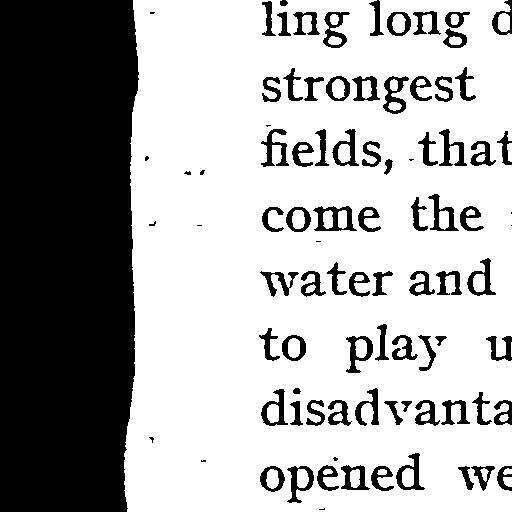 ling long d
strongest
fields, that
come the
water and
to play u
disadvanta
opened we